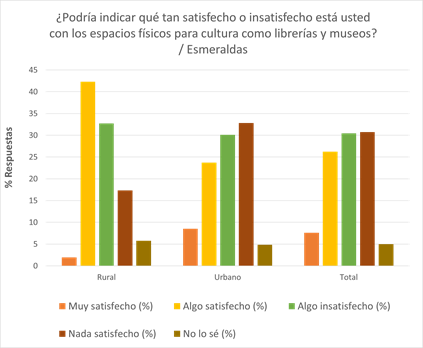 ¿Podría indicar qué tan satisfecho o insatisfecho está usted
con los espacios físicos para cultura como librerías y museos?
/ Esmeraldas
% Respuestas
45
40
35
30
25
20
15
10
5
0
Rural Urbano Total
Muy satisfecho (%) Algo satisfecho (%) Algo insatisfecho (%)
Nada satisfecho (%) No lo sé (%)